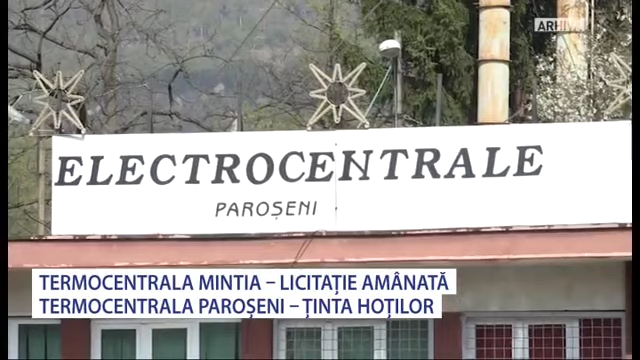 ARHIVĂ
ELECTROCENTRALE
PAROȘENI
TERMOCENTRALA MINTIA – LICITAȚIE AMÂNATĂ
TERMOCENTRALA PAROȘENI – ȚINTA HOȚILOR